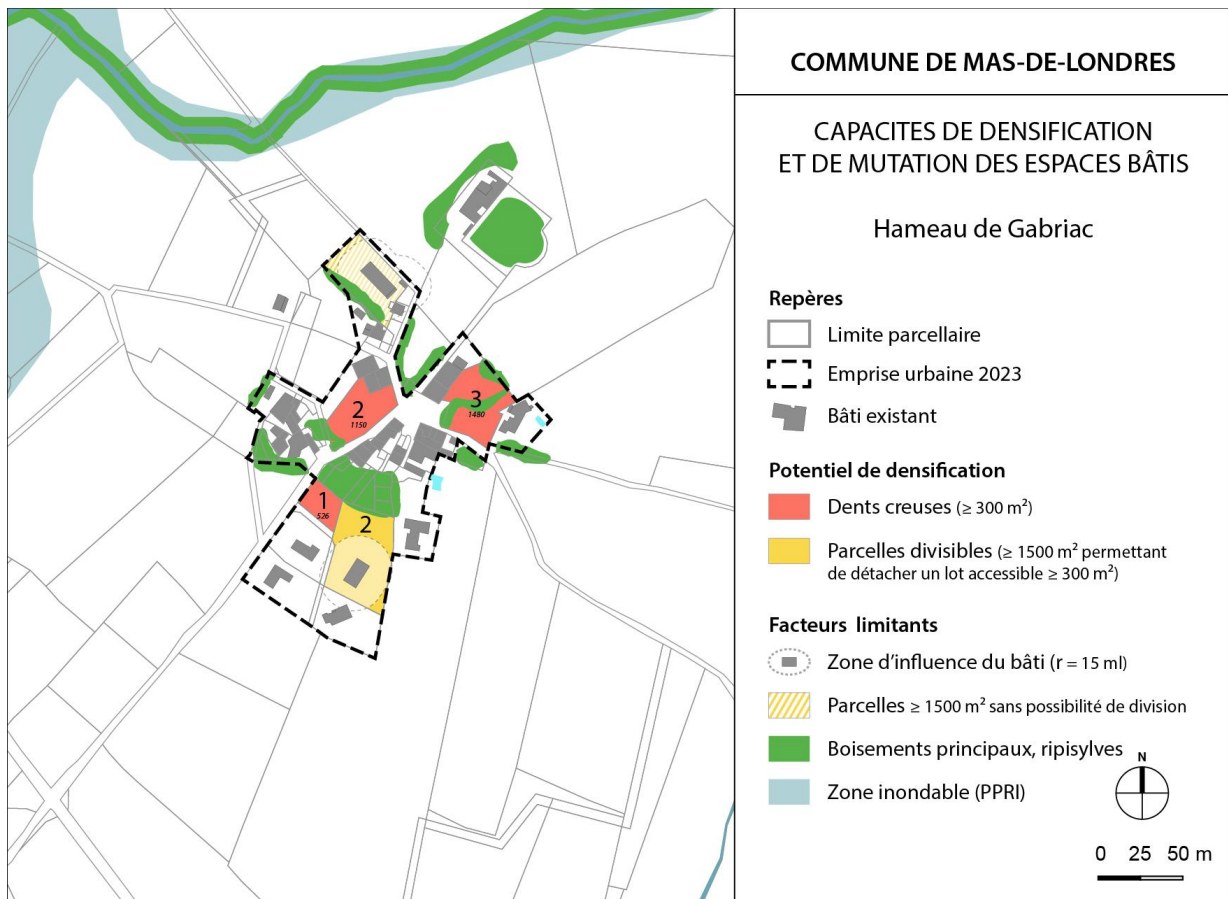 COMMUNE DE MAS-DE-LONDRES
CAPACITES DE DENSIFICATION
ET DE MUTATION DES ESPACES BÂTIS
Hameau de Gabriac
Repères
Limite parcellaire
Emprise urbaine 2023
Bâti existant
Potentiel de densification
Dents creuses (≥ 300 m²)
Parcelles divisibles (≥ 1500 m² permettant
de détacher un lot accessible ≥ 300 m²)
Facteurs limitants
Zone d'influence du bâti (r = 15 ml)
Parcelles ≥ 1500 m² sans possibilité de division
Boisements principaux, ripisylves
Zone inondable (PPRI)
N
0 25 50 m
2
1150
3
1480
1
526
2